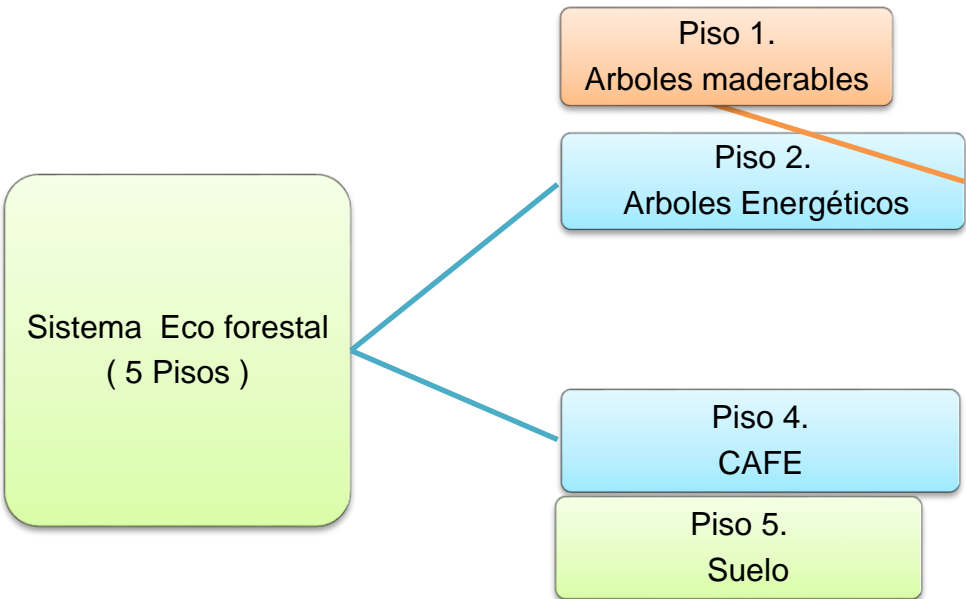 Piso 1.
Arboles maderables
Piso 2.
Arboles Energéticos
Sistema Eco forestal
( 5 Pisos )
Piso 4.
CAFE
Piso 5.
Suelo